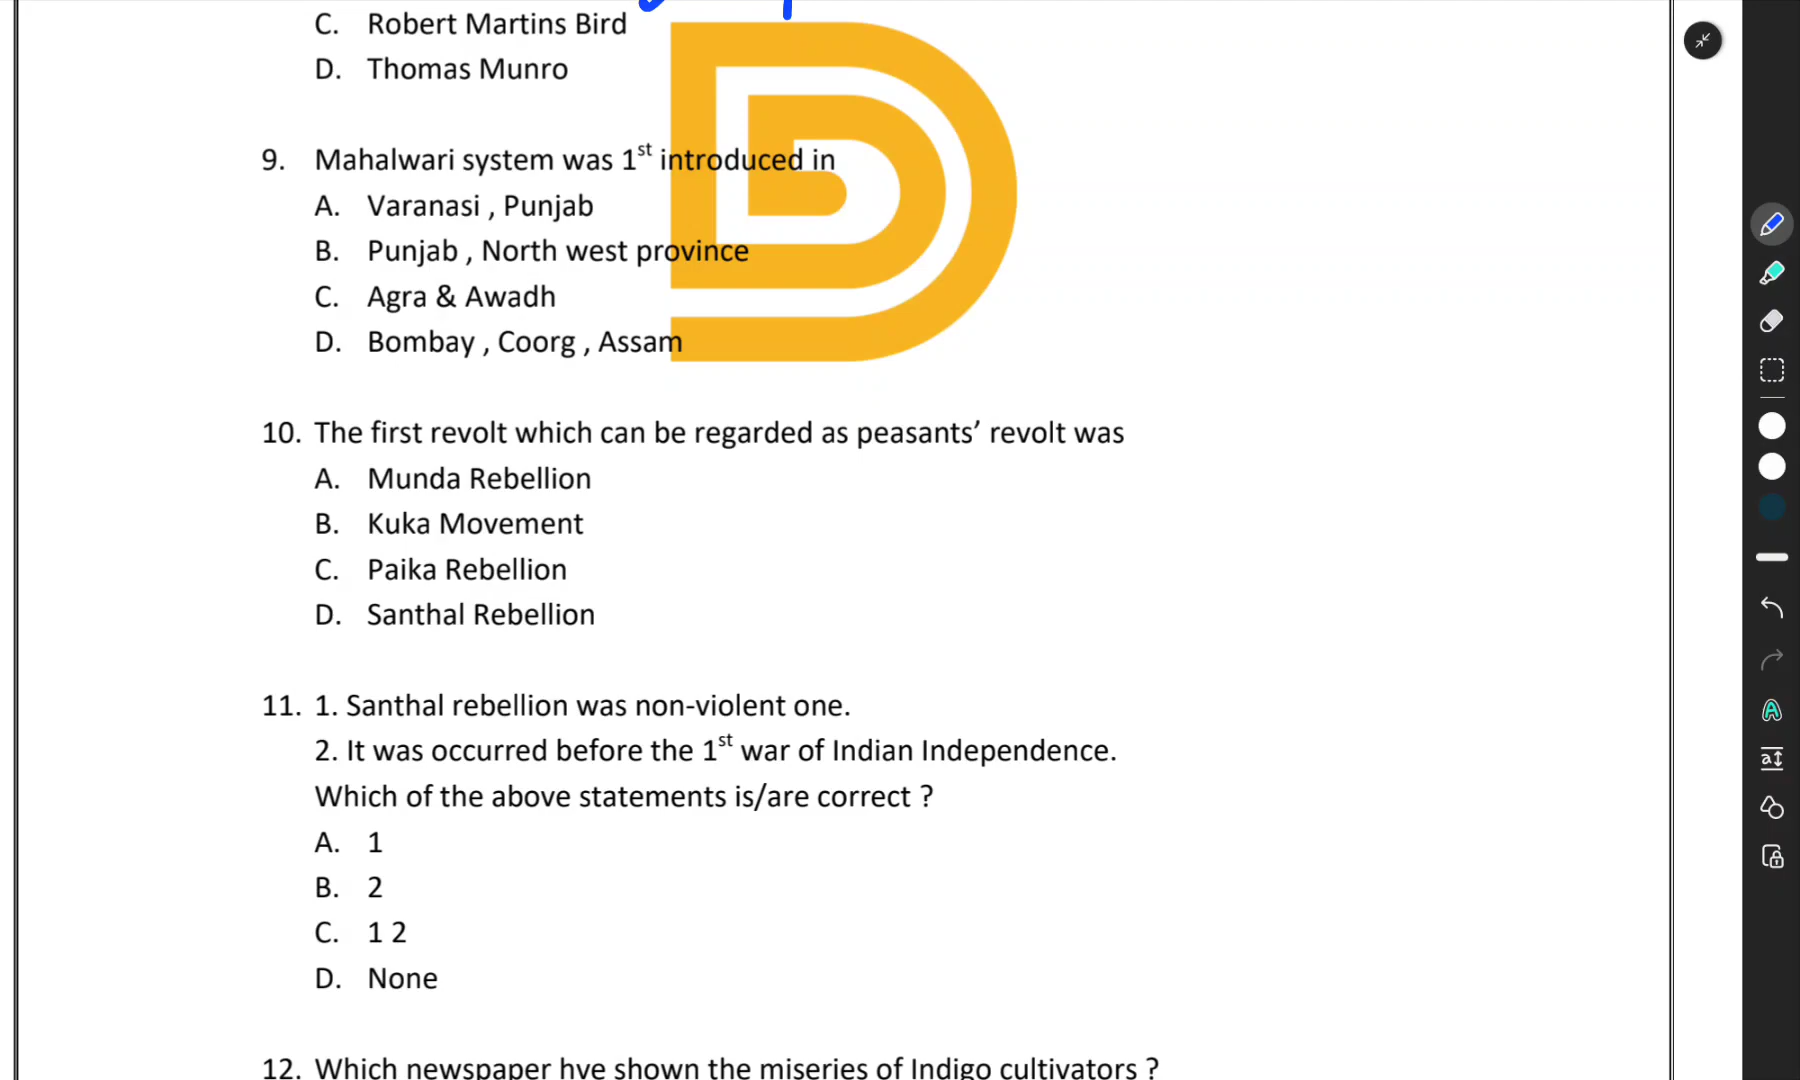 C. Robert Martins Bird
D. Thomas Munro
9. Mahalwari system was 1st introduced in
A. Varanasi , Punjab
B. Punjab , North west province
C. Agra & Awadh
D. Bombay , Coorg , Assam
10. The first revolt which can be regarded as peasants’ revolt was
A. Munda Rebellion
B. Kuka Movement
C. Paika Rebellion
D. Santhal Rebellion
11. 1. Santhal rebellion was non-violent one.
2. It was occurred before the 1st war of Indian Independence.
Which of the above statements is/are correct ?
A. 1
B. 2
C. 1 2
D. None
12. Which newspaper hve shown the miseries of Indigo cultivators ?